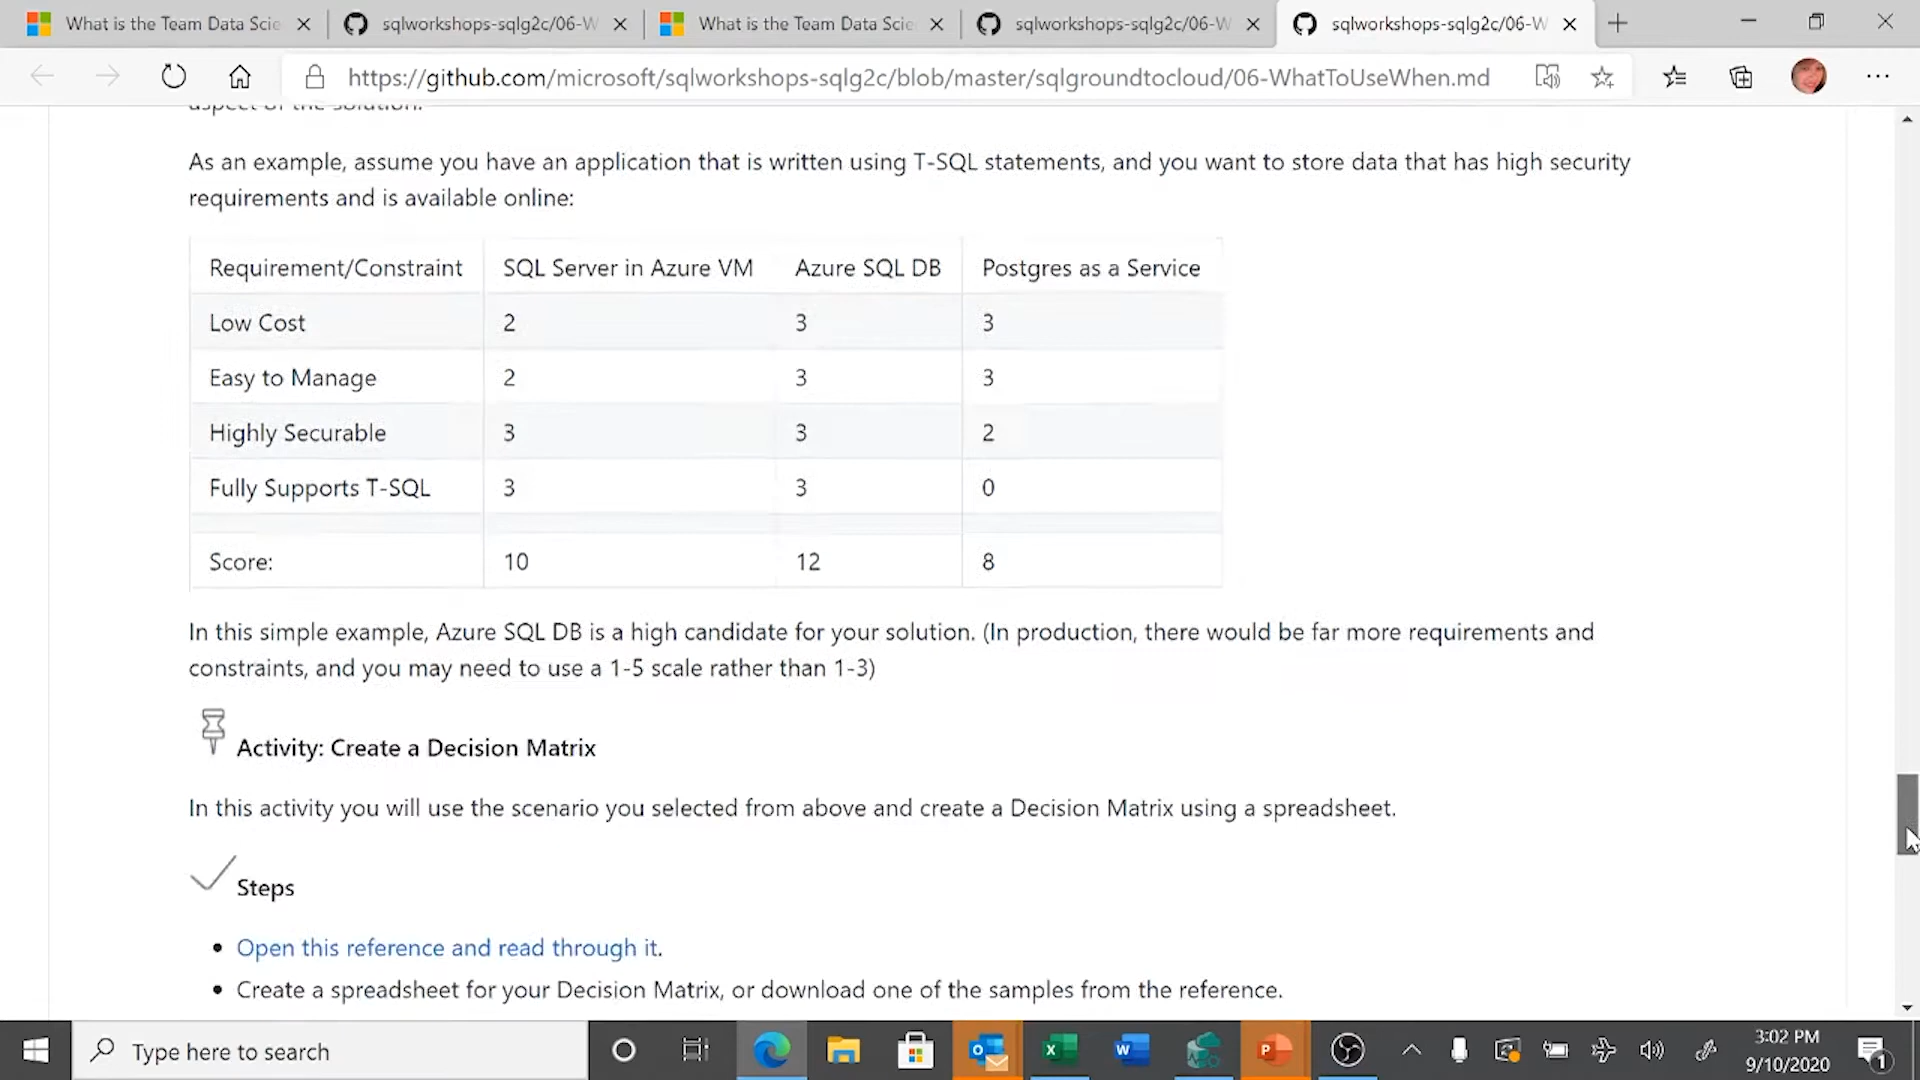 What is the Team Data Scie
sqlworkshops-sqlg2c/06-W
What is the Team Data Scie
sqlworkshops-sqlg2c/06-W
sqlworkshops-sqlg2c/06-W
https://github.com/microsoft/sqlworkshops-sqlg2c/blob/master/sqlgroundtocloud/06-WhatToUseWhen.md
aspect of the solution.
As an example, assume you have an application that is written using T-SQL statements, and you want to store data that has high security
requirements and is available online:
Requirement/Constraint SQL Server in Azure VM Azure SQL DB Postgres as a Service
Low Cost 2 3 3
Easy to Manage 2 3 3
Highly Securable 3 3 2
Fully Supports T-SQL 3 3 0
Score: 10 12 8
In this simple example, Azure SQL DB is a high candidate for your solution. (In production, there would be far more requirements and
constraints, and you may need to use a 1-5 scale rather than 1-3)
Activity: Create a Decision Matrix
In this activity you will use the scenario you selected from above and create a Decision Matrix using a spreadsheet.
Steps
• Open this reference and read through it.
• Create a spreadsheet for your Decision Matrix, or download one of the samples from the reference.
Type here to search
3:02 PM
9/10/2020
1